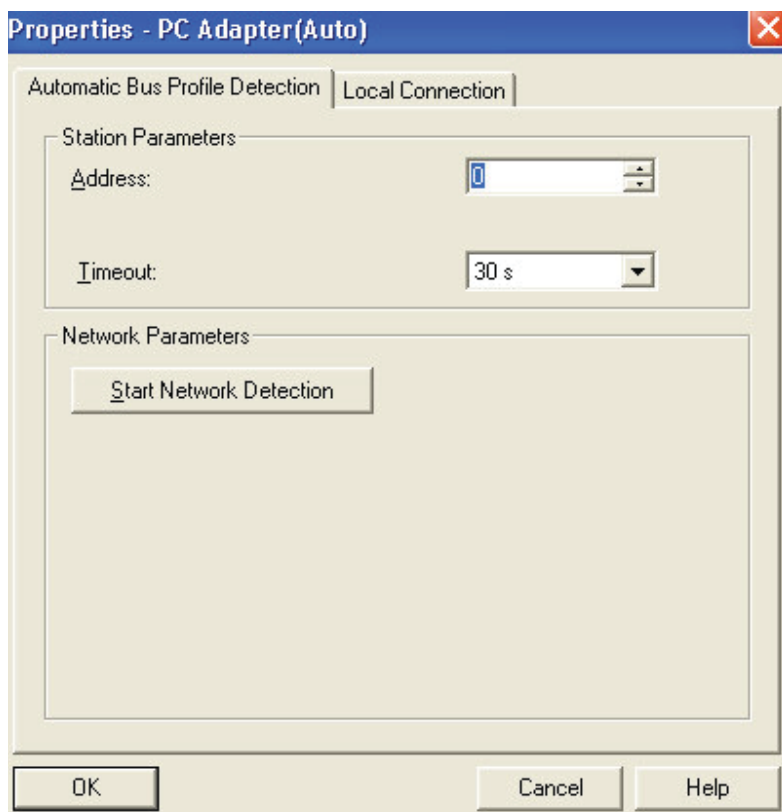 Properties - PC Adapter(Auto)
Automatic Bus Profile Detection
Local Connection
Station Parameters
Address:
0
Timeout:
30 s
Network Parameters
Start Network Detection
OK
Cancel
Help